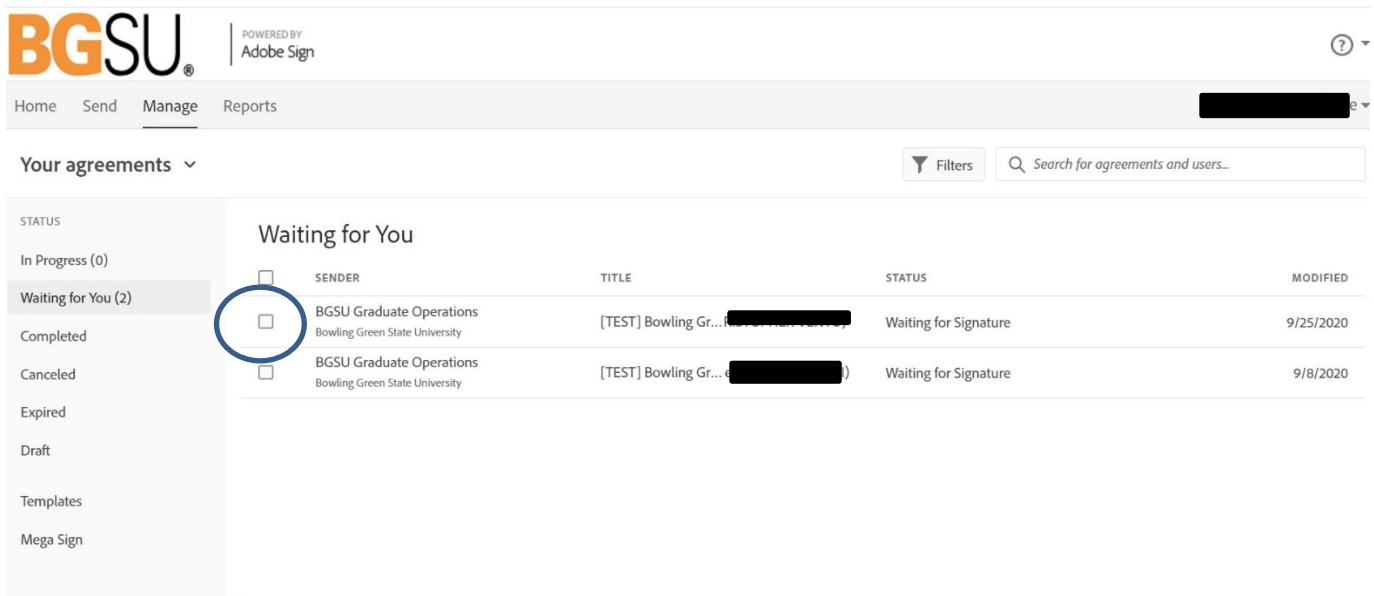 BGSU®
POWERED BY
Adobe Sign
Home Send Manage Reports
Your agreements
Filters
Search for agreements and users...
STATUS
In Progress (0)
Waiting for You (2)
Completed
Canceled
Expired
Draft
Templates
Mega Sign
Waiting for You
SENDER TITLE STATUS MODIFIED
BGSU Graduate Operations
Bowling Green State University
[TEST] Bowling Gr... Waiting for Signature 9/25/2020
BGSU Graduate Operations
Bowling Green State University
[TEST] Bowling Gr... Waiting for Signature 9/8/2020